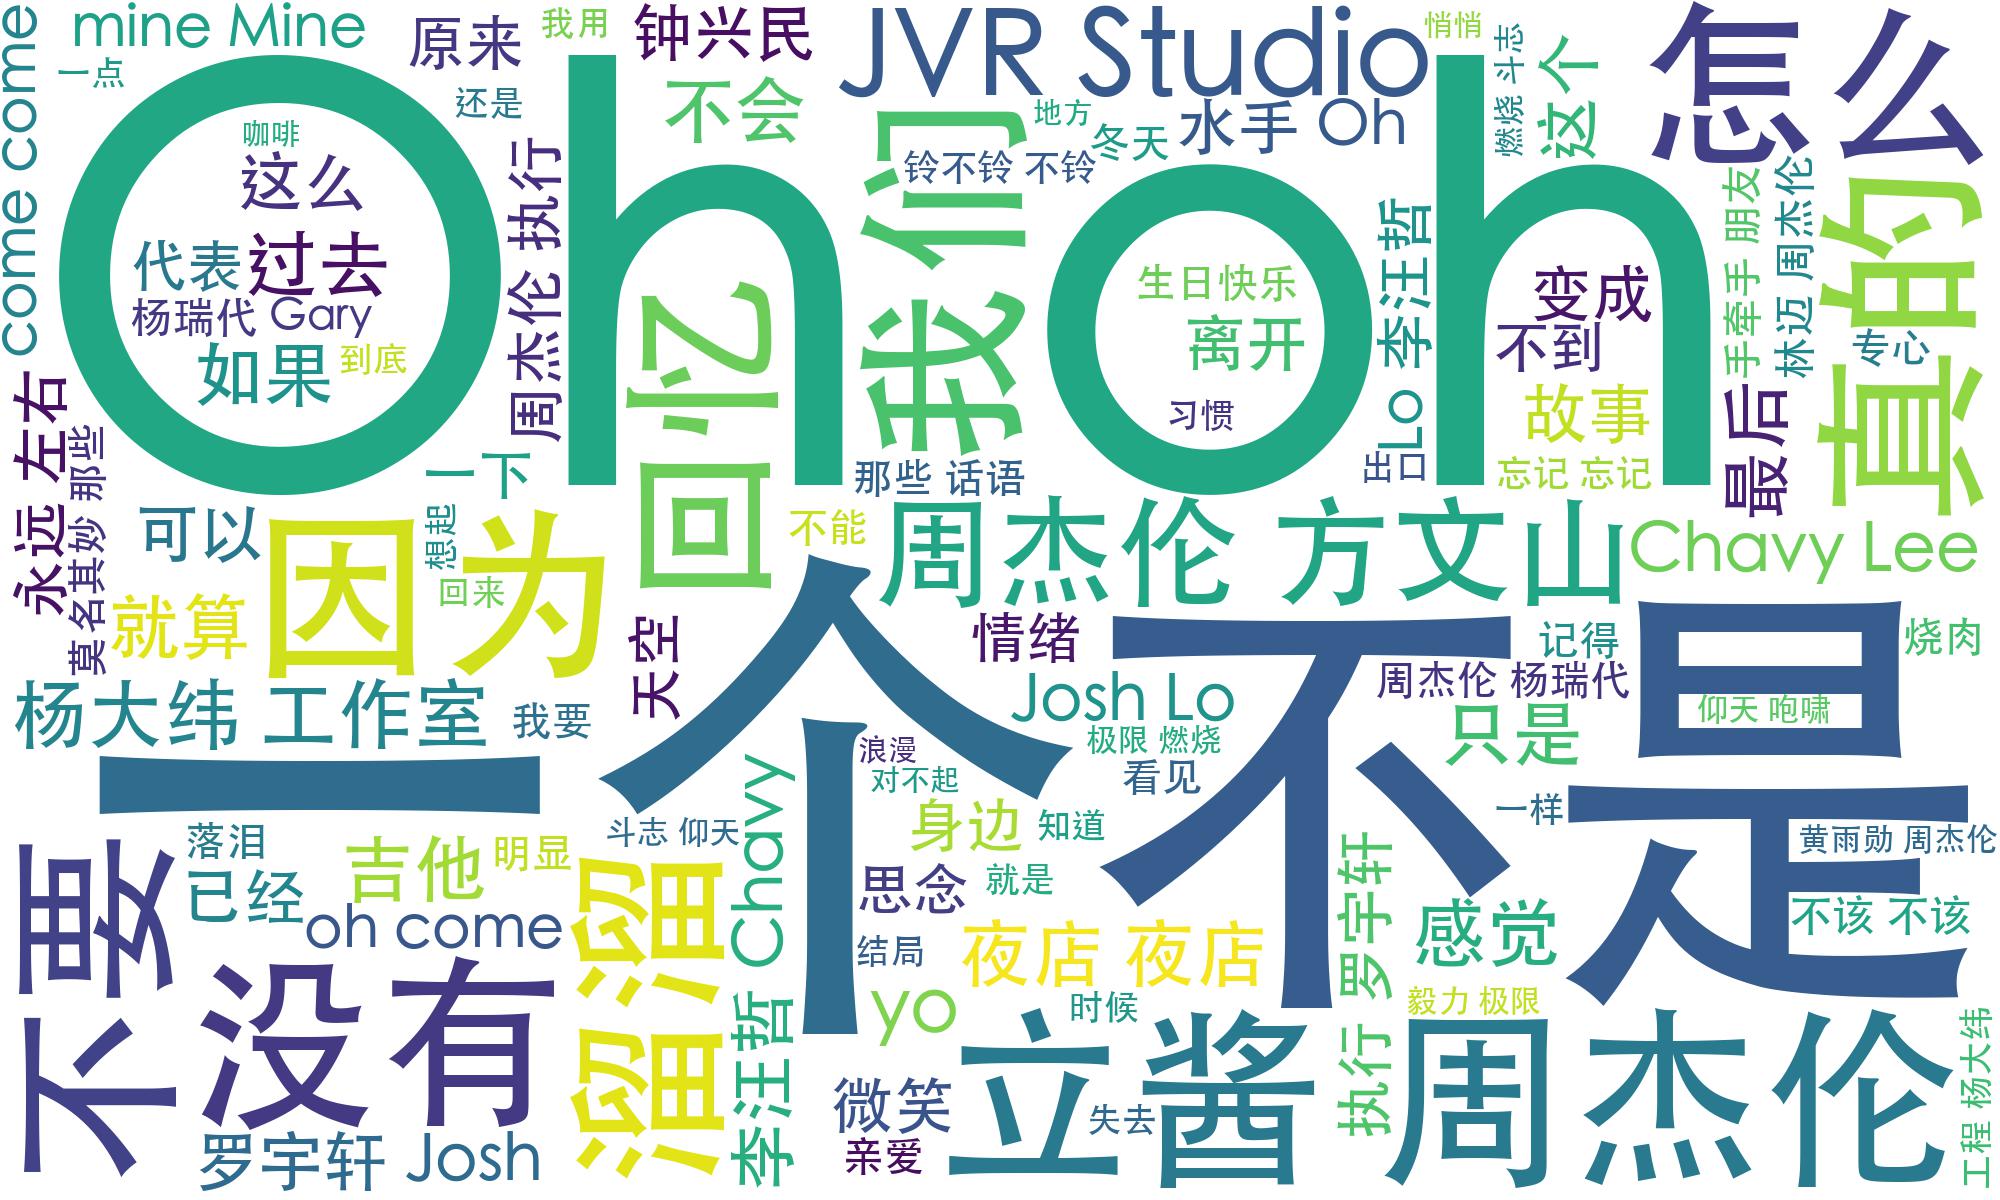 mine Mine
come come
一点
原来
还是
我用
钟兴民
不会
JVR Studio
悄悄
燃烧 斗志
这个
怎么
Oh oh
咖啡
这么
代表
过去
杨瑞代 Gary
如果
到底
周杰伦 执行
回忆
我们
地方
冬天
水手 Oh
铃不铃 不铃
生日快乐
离开
习惯
李汪哲 Lo
出口
变成
不到
故事
忘记 忘记
手牵手 朋友
林迈 周杰伦
最后
真的
专心
永远 左右
莫名其妙 那些
一下
想起
可以
因为
回来
就算
不能
那些 话语
周杰伦 方文山
Chavy Lee
杨大纬 工作室
我要
天空
情绪
Josh Lo
记得
周杰伦 杨瑞代
只是
烧肉
仰天 咆哮
一个
不是
极限 燃烧
看见
浪漫
对不起
斗志 仰天
身边
知道
一样
黄雨勋 周杰伦
不要
落泪
已经
吉他
明显
oh come
没有
溜溜
李汪哲 Chavy
思念
就是
结局
夜店 夜店
yo
时候
执行 罗宇轩
感觉
不该 不该
毅力 极限
罗宇轩 Josh
微笑
亲爱
失去
立酱
周杰伦
工程 杨大纬